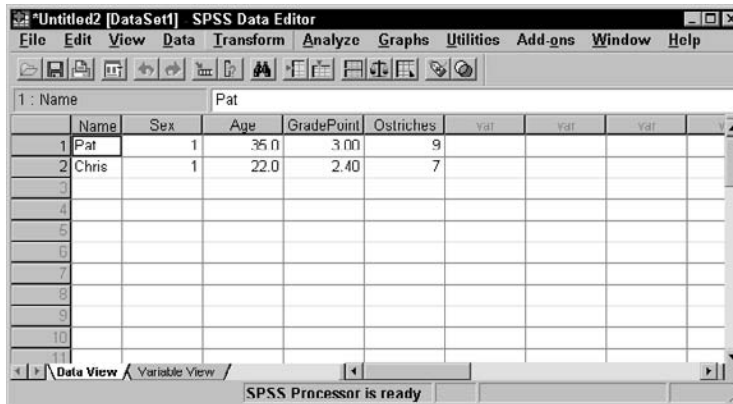 *Untitled2 [DataSet1] - SPSS Data Editor
File Edit View Data Transform Analyze Graphs Utilities Add-ons Window Help
1 : Name Pat
Name Sex Age GradePoint Ostriches var var var v
1 Pat 1 35.0 3.00 9
2 Chris 1 22.0 2.40 7
3
4
5
6
7
8
9
10
11
Data View Variable View
SPSS Processor is ready